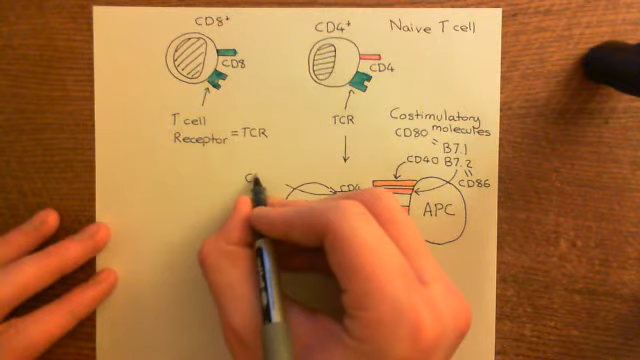 CD8+
CD4+
Naive T cell
CD8
CD4
T cell
Receptor = TCR
TCR
Costimulatory
molecules
CD80
=
B7.1
CD40 B7.2
=
CD86
APC
C